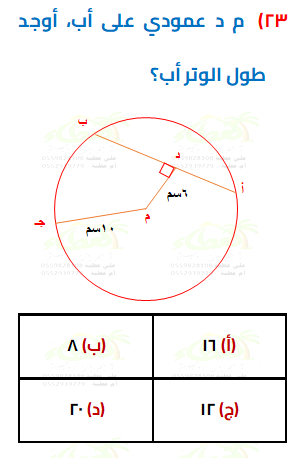 ٢٣) م د عمودي على أب، أوجد
طول الوتر أب؟
ب
د
أ
٦سم
م
جـ
١٠سم
(أ) ١٦
(ب) ٨
(ج) ١٢
(د) ٢٠